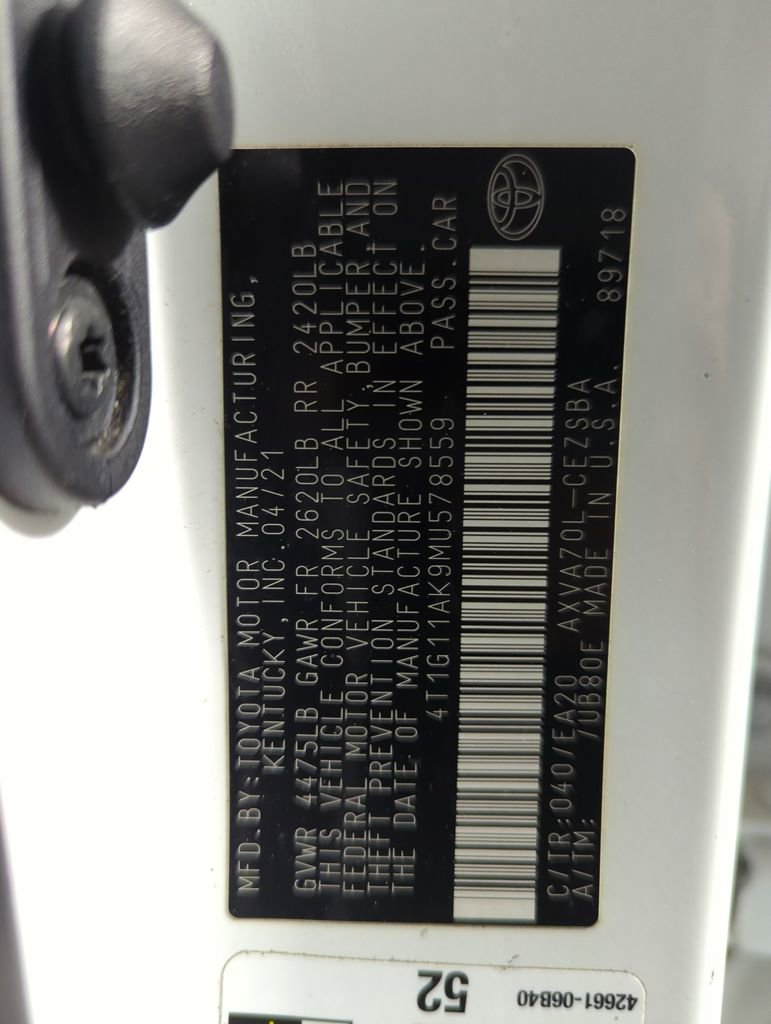 MFD.BY:TOYOTA MOTOR MANUFACTURING,
KENTUCKY,INC.04/21
GVWR 4475LB GAWR FR 2620LB RR 2420LB
THIS VEHICLE CONFORMS TO ALL APPLICABLE
FEDERAL MOTOR VEHICLE SAFETY, BUMPER AND
THEFT PREVENTION STANDARDS IN EFFECT ON
THE DATE OF MANUFACTURE SHOWN ABOVE.
4T1G11AK9MU578559 PASS.CAR
C/TR:040/EA20 AXVA70L-CEZSBA
A/TM: /UB80E MADE IN U.S.A. 89718
52
42661-06B40